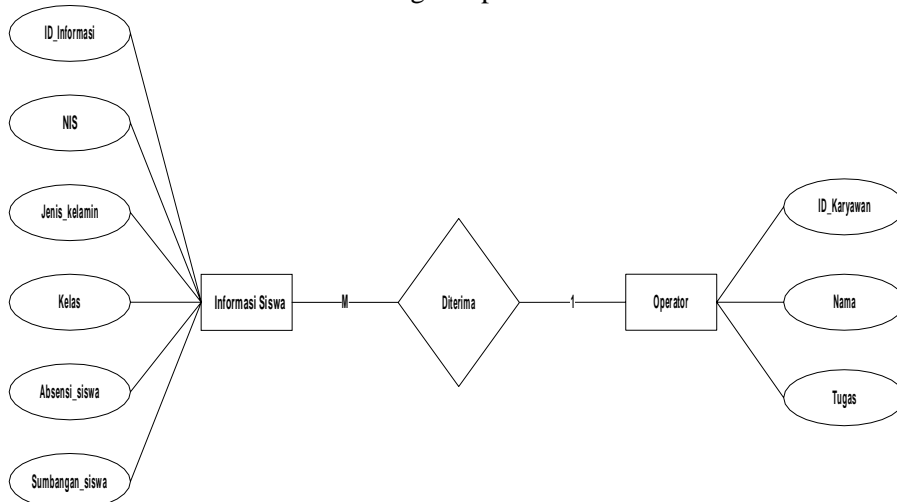 ID_Informasi
NIS
Jenis_kelamin
ID_Karyawan
Kelas
Informasi Siswa
M
Diterima
1
Operator
Nama
Absensi_siswa
Tugas
Sumbangan_siswa